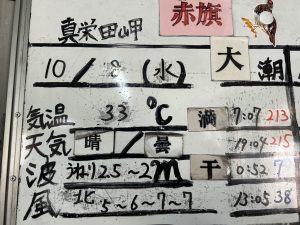 赤旗
真栄田岬
10/8(水) 大潮
気温 33℃ 満 7:07 213
天気 晴/曇 19:04 215
波 うねり2.5~2m 干 0:52 7
風 北5~6~7~7 13:05 38